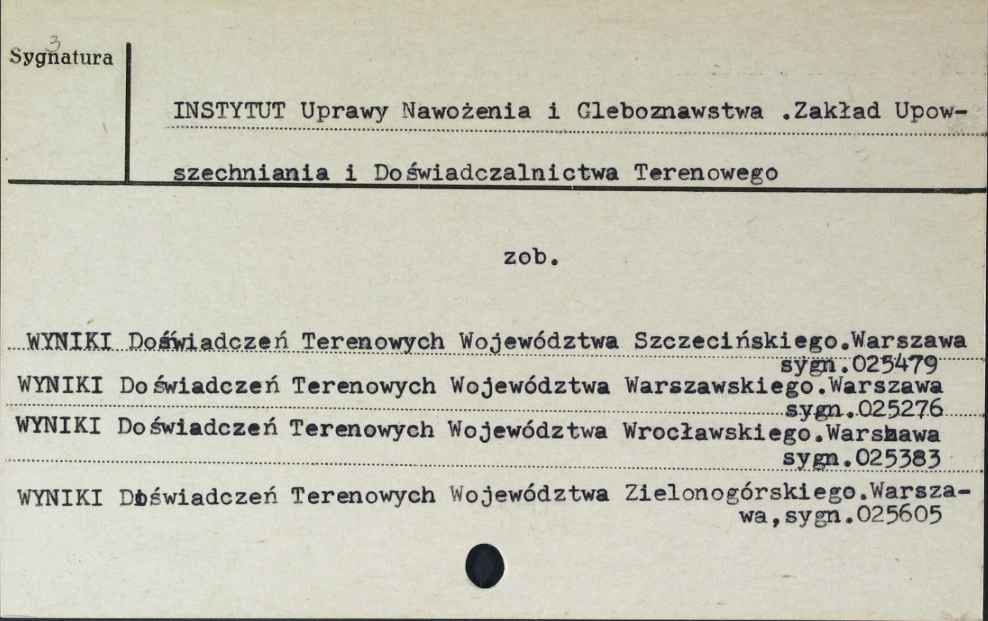 3
Sygnatura
INSTYTUT Uprawy Nawożenia i Gleboznawstwa .Zakład Upow-
szechniania i Doświadczalnictwa Terenowego
zob.
WYNIKI Doświadczeń Terenowych Województwa Szczecińskiego.Warszawa
sygn.025479
WYNIKI Doświadczeń Terenowych Województwa Warszawskiego.Warszawa
sygn.025276
WYNIKI Doświadczeń Terenowych Województwa Wrocławskiego.Warszawa
sygn.025383
WYNIKI Doświadczeń Terenowych Województwa Zielonogórskiego.Warsza-
wa,sygn.025605